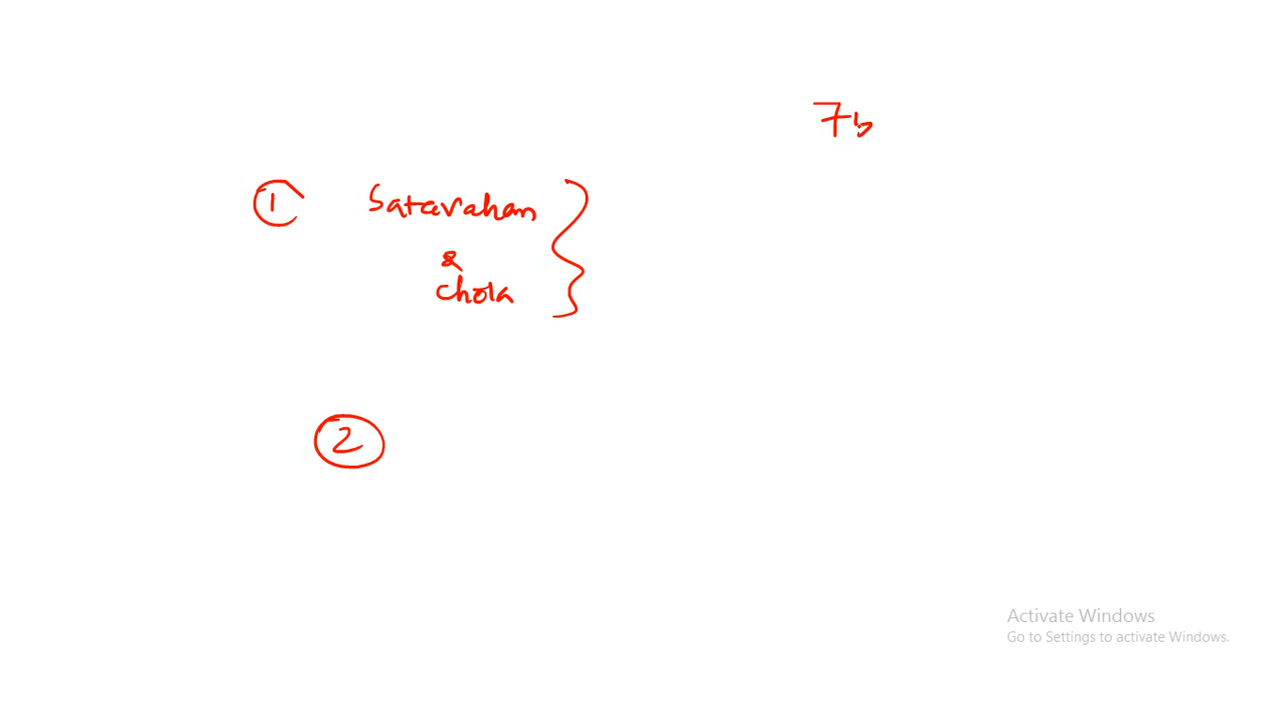 7b
1 Satavahan
&
chola
2
Activate Windows
Go to Settings to activate Windows.